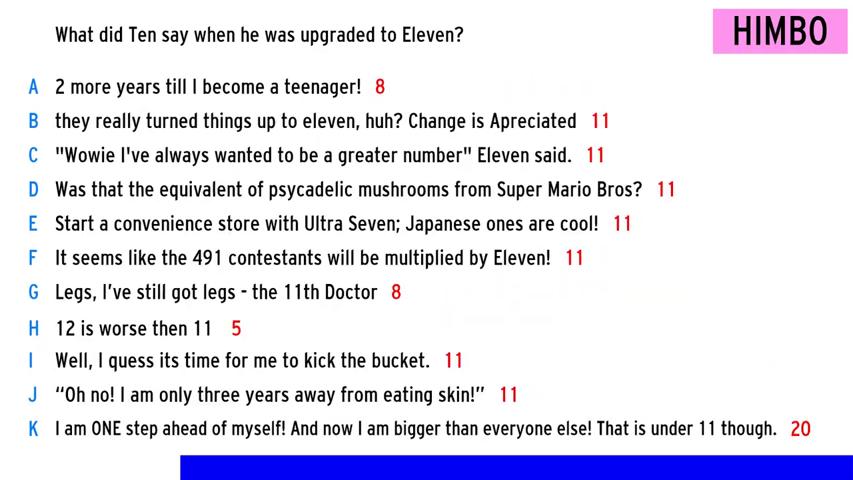 What did Ten say when he was upgraded to Eleven?
HIMBO
A 2 more years till I become a teenager! 8
B they really turned things up to eleven, huh? Change is Apreciated 11
C "Wowie I've always wanted to be a greater number" Eleven said. 11
D Was that the equivalent of psycadelic mushrooms from Super Mario Bros? 11
E Start a convenience store with Ultra Seven; Japanese ones are cool! 11
F It seems like the 491 contestants will be multiplied by Eleven! 11
G Legs, I've still got legs - the 11th Doctor 8
H 12 is worse then 11 5
I Well, I guess its time for me to kick the bucket. 11
J “Oh no! I am only three years away from eating skin!” 11
K I am ONE step ahead of myself! And now I am bigger than everyone else! That is under 11 though. 20